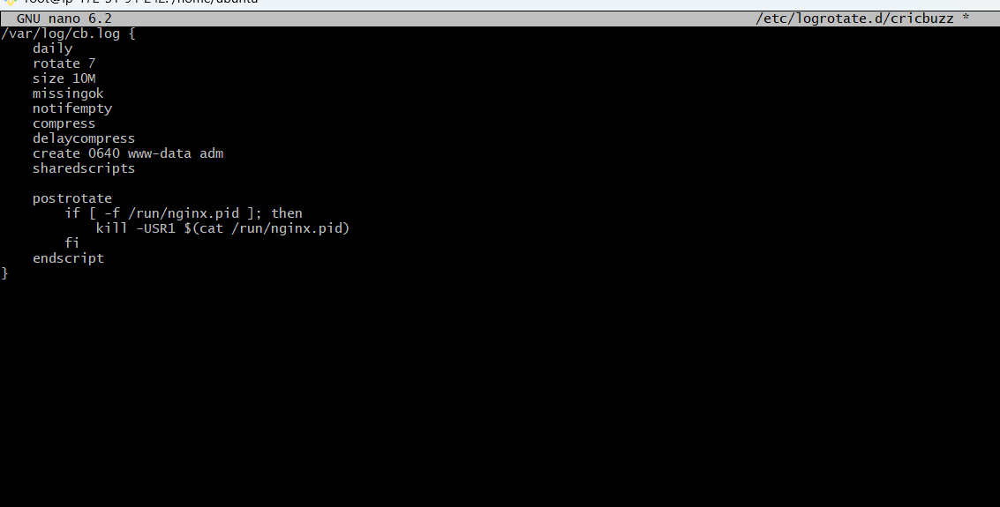 GNU nano 6.2 /etc/logrotate.d/cricbuzz *
/var/log/cb.log {
    daily
    rotate 7
    size 10M
    missingok
    notifempty
    compress
    delaycompress
    create 0640 www-data adm
    sharedscripts

    postrotate
        if [ -f /run/nginx.pid ]; then
            kill -USR1 $(cat /run/nginx.pid)
        fi
    endscript
}